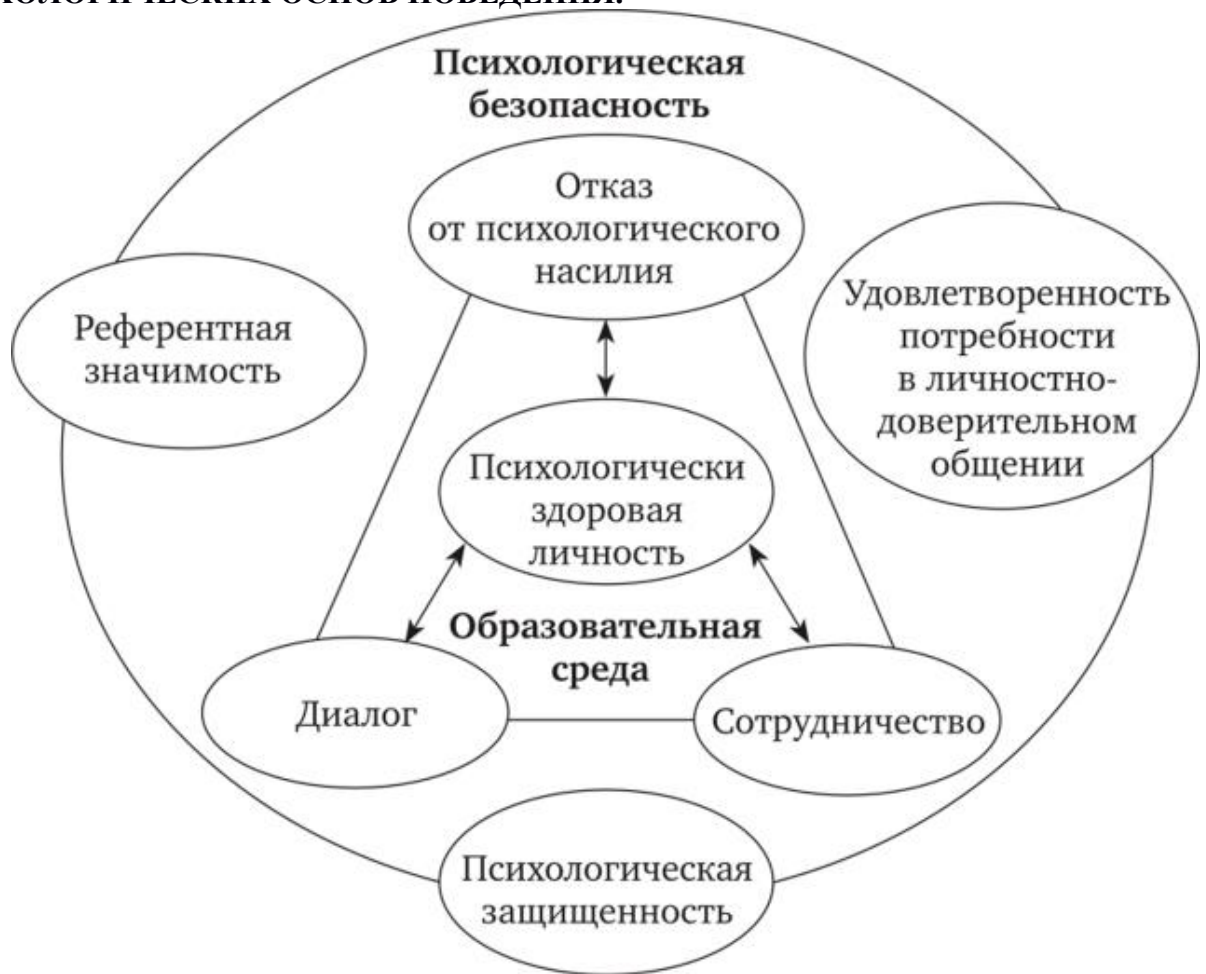 Психологическая
безопасность
Отказ
от психологического
насилия
Референтная
значимость
Удовлетворенность
потребности
в личностно-
доверительном
общении
Психологически
здоровая
личность
Образовательная
среда
Диалог
Сотрудничество
Психологическая
защищенность